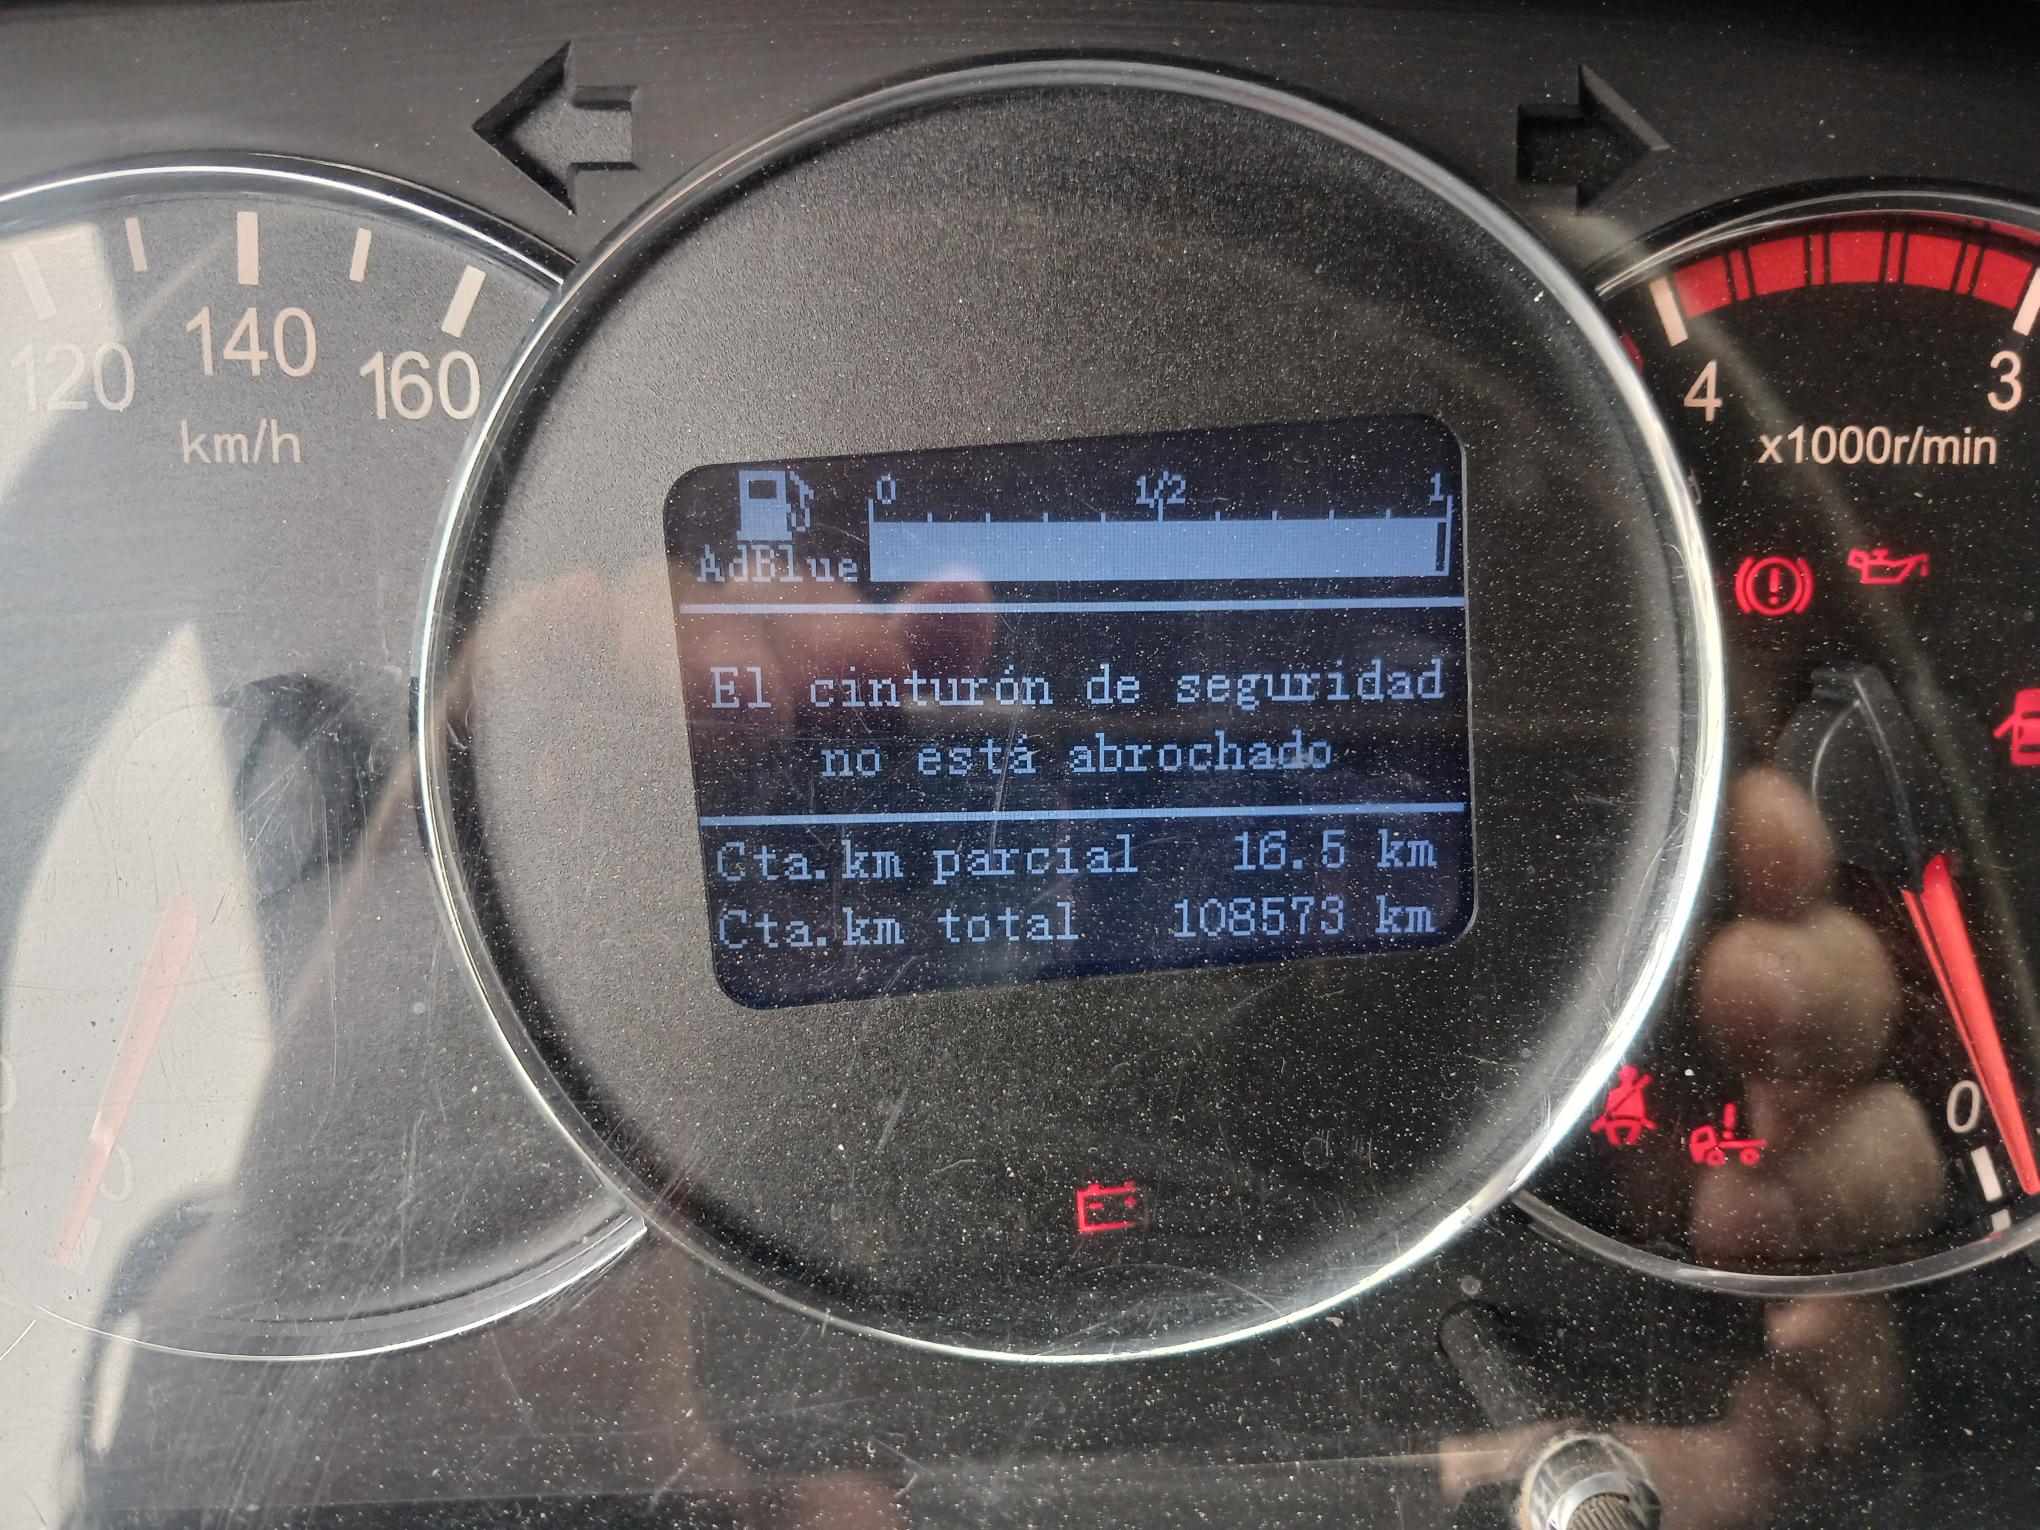 120
140
160
km/h
0
1/2
1
AdBlue
El cinturón de seguridad
no está abrochado
Cta.km parcial 16.5 km
Cta.km total 108573 km
4
3
x1000r/min
0
0